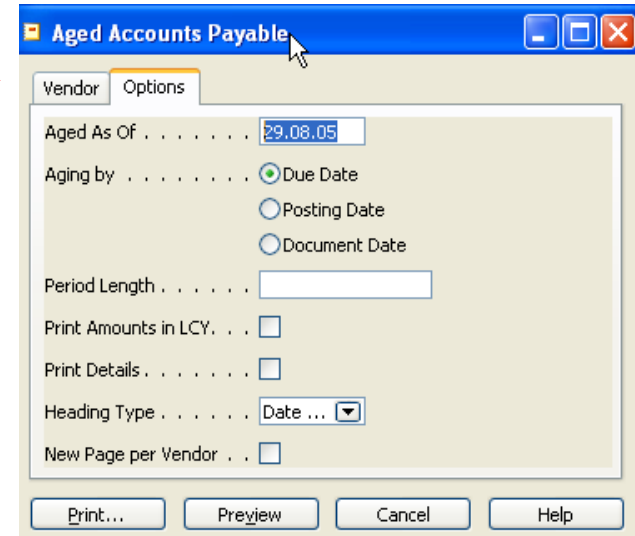 Aged Accounts Payable
Vendor Options
Aged As Of . . . . . . . 29.08.05
Aging by . . . . . . . . Due Date
Posting Date
Document Date
Period Length . . . . . .
Print Amounts in LCY. . .
Print Details. . . . . . .
Heading Type . . . . . . Date ...
New Page per Vendor . .
Print... Preview Cancel Help